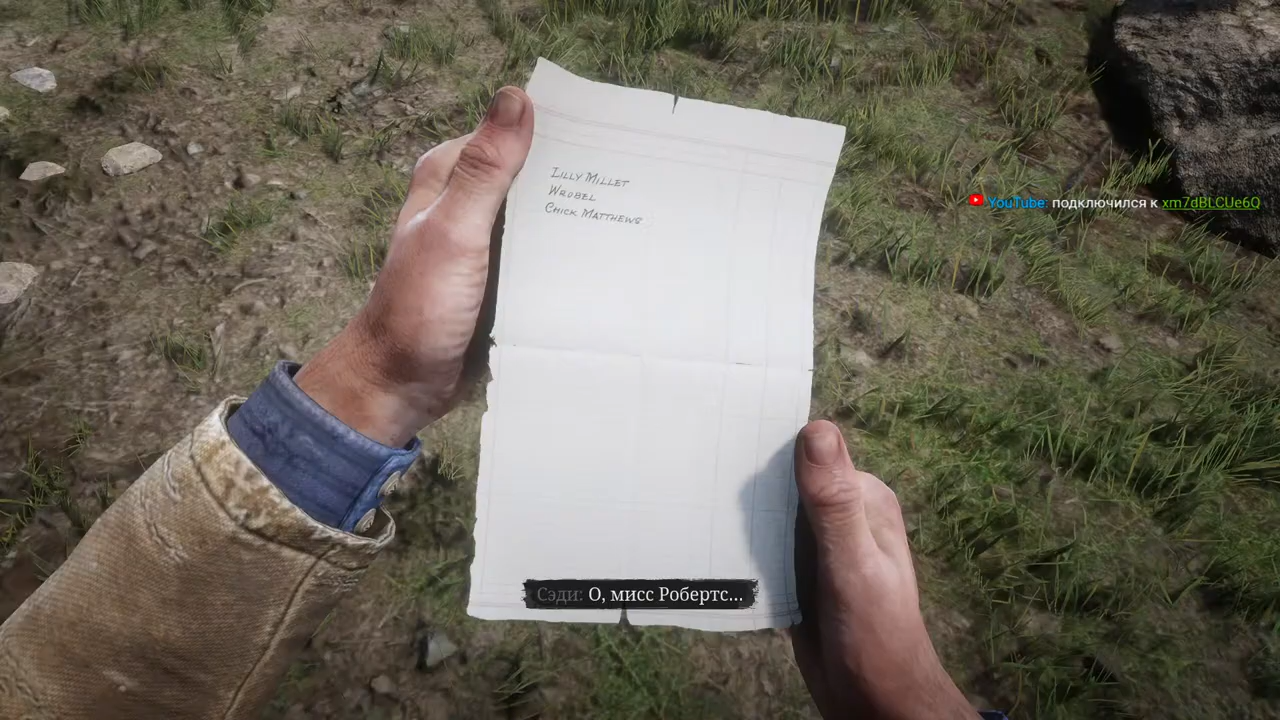 LILLY MILLET
WROBEL
CHICK MATTHEWS
YouTube: подключился к xm7dBLCUe6Q
Сэди: О, мисс Робертс...